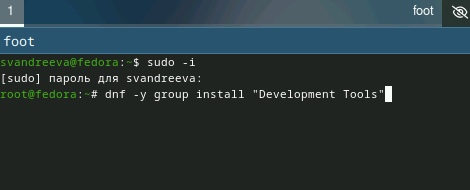 1
foot
foot
svandreeva@fedora:~$ sudo -i
[sudo] пароль для svandreeva:
root@fedora:~# dnf -y group install "Development Tools"